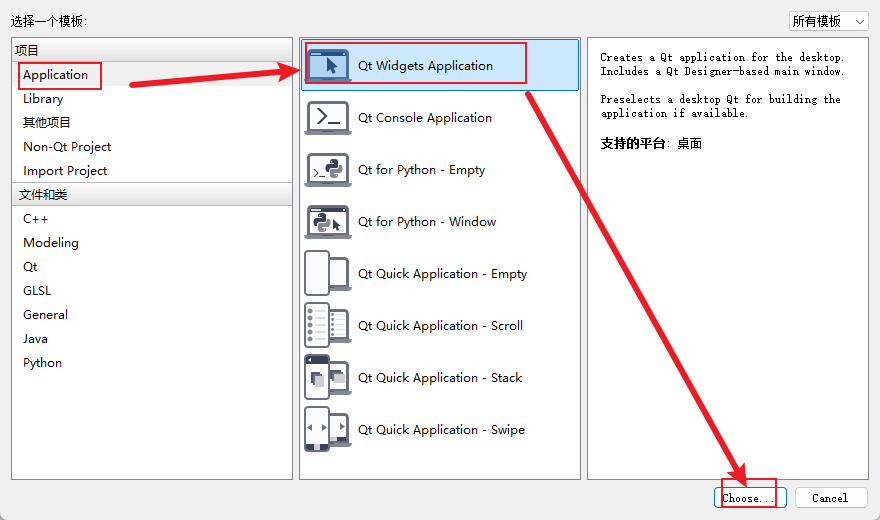 选择一个模板:
所有模板
项目
Application
Library
其他项目
Non-Qt Project
Import Project
文件和类
C++
Modeling
Qt
GLSL
General
Java
Python
Qt Widgets Application
Qt Console Application
Qt for Python - Empty
Qt for Python - Window
Qt Quick Application - Empty
Qt Quick Application - Scroll
Qt Quick Application - Stack
Qt Quick Application - Swipe
Creates a Qt application for the desktop.
Includes a Qt Designer-based main window.
Preselects a desktop Qt for building the
application if available.
支持的平台: 桌面
Choose...
Cancel